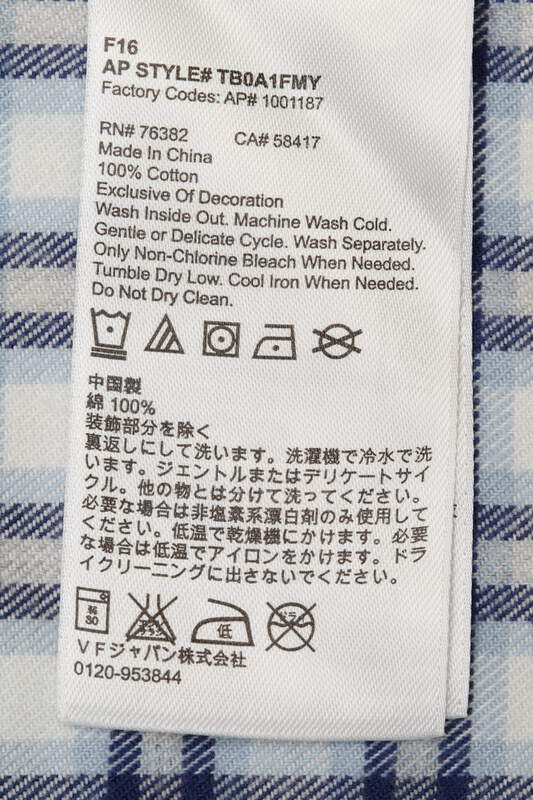 F16
AP STYLE# TB0A1FMY
Factory Codes: AP# 1001187
RN# 76382 CA# 58417
Made In China
100% Cotton
Exclusive Of Decoration
Wash Inside Out. Machine Wash Cold.
Gentle or Delicate Cycle. Wash Separately.
Only Non-Chlorine Bleach When Needed.
Tumble Dry Low. Cool Iron When Needed.
Do Not Dry Clean.
中国製
綿 100%
装飾部分を除く
裏返しにして洗います。洗濯機で冷水で洗
います。ジェントルまたはデリケートサイ
クル。他の物とは分けて洗ってください。
必要な場合は非塩素系漂白剤のみ使用して
ください。低温で乾燥機にかけます。必要
な場合は低温でアイロンをかけます。ドラ
イクリーニングに出さないでください。
弱
30
エンソ
サラシ
低
ドライ
VFジャパン株式会社
0120-953844